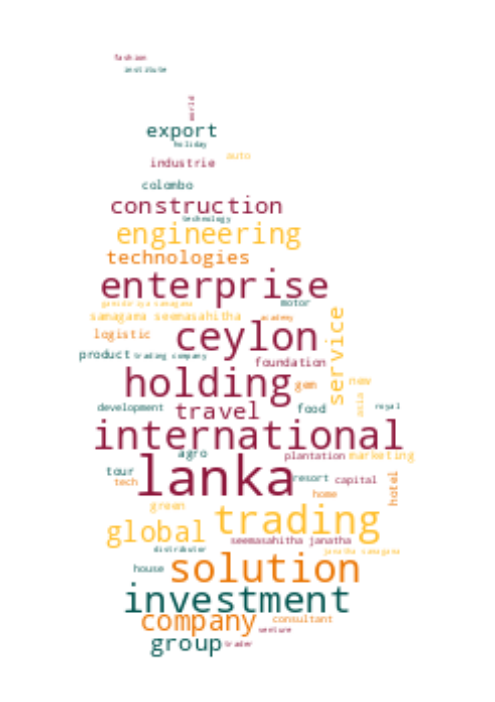 fashion
institute
world
export
holiday
auto
industrie
colombo
construction
technology
engineering
technologies
enterprise
motor
samagama seemasahitha
academy
service
logistic
ceylon
product
trading company
foundation
holding
gem
new
asia
development
travel
food
royal
international
agro
plantation
marketing
tour
lanka
resort
capital
hotel
tech
home
green
trading
global
seemasahitha janatha
distributor
janatha samagama
house
solution
investment
company
consultant
venture
group
trader